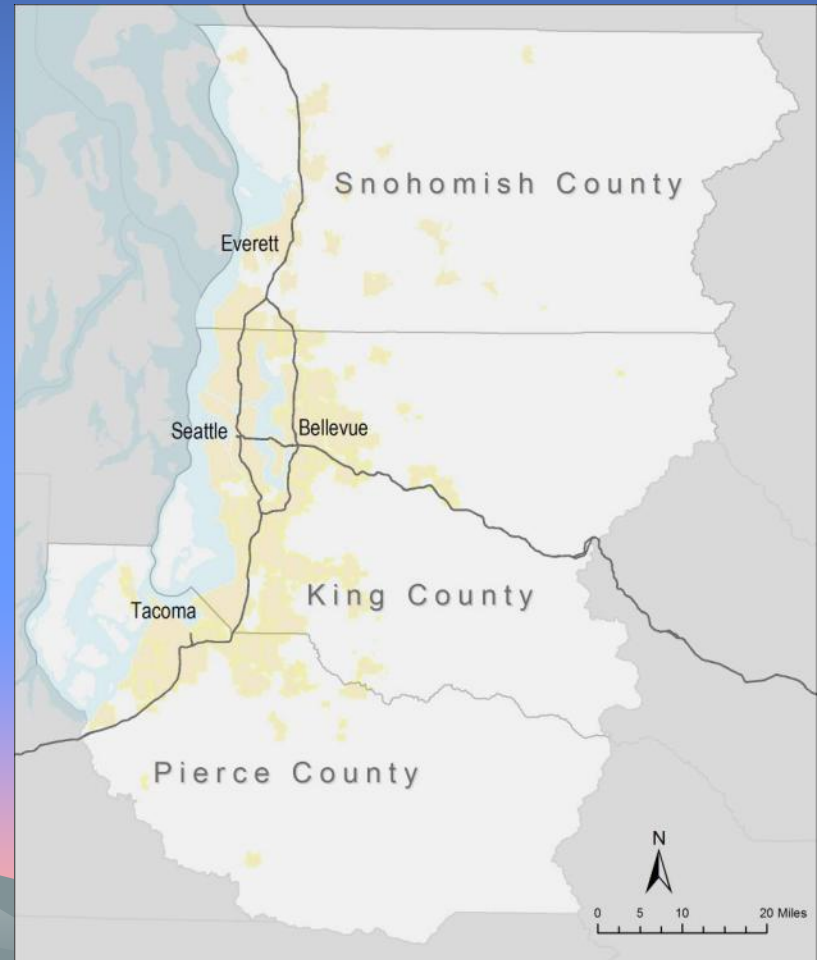 Snohomish County
Everett
Seattle
Bellevue
King County
Tacoma
Pierce County
N
0 5 10 20 Miles